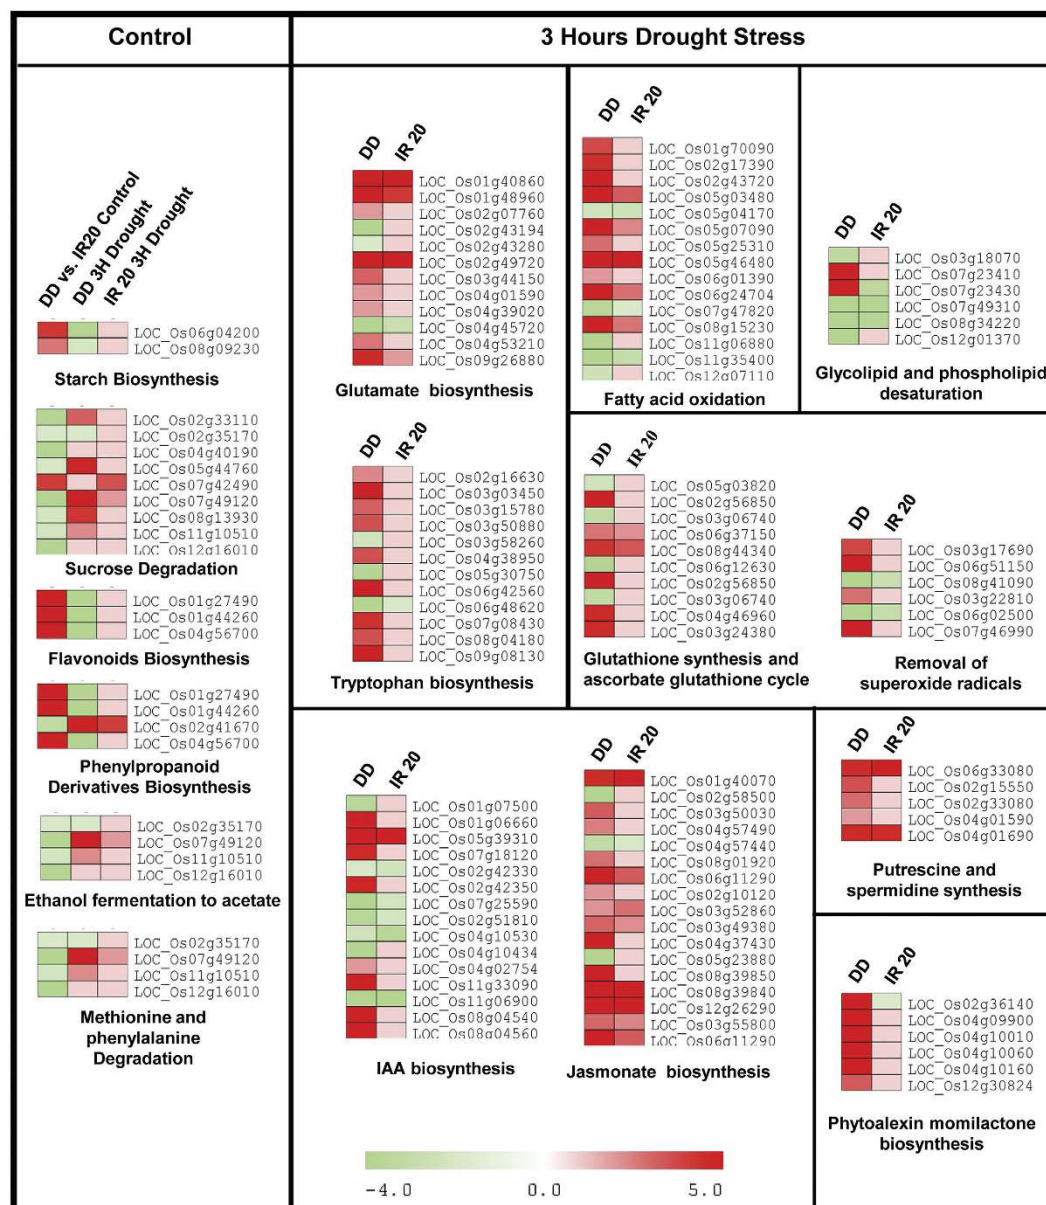 Control
3 Hours Drought Stress
DD vs. IR20 Control
DD 3H Drought
IR 20 3H Drought
LOC_Os06g04200
LOC_Os08g09230
Starch Biosynthesis
LOC_Os02g33110
LOC_Os02g35170
LOC_Os04g40190
LOC_Os05g44760
LOC_Os07g42490
LOC_Os07g49120
LOC_Os08g13930
LOC_Os11g10510
LOC_Os12g16010
Sucrose Degradation
LOC_Os01g27490
LOC_Os01g44260
LOC_Os04g56700
Flavonoids Biosynthesis
LOC_Os01g27490
LOC_Os01g44260
LOC_Os02g41670
LOC_Os04g56700
Phenylpropanoid
Derivatives Biosynthesis
LOC_Os02g35170
LOC_Os07g49120
LOC_Os11g10510
LOC_Os12g16010
Ethanol fermentation to acetate
LOC_Os02g35170
LOC_Os07g49120
LOC_Os11g10510
LOC_Os12g16010
Methionine and
phenylalanine
Degradation
DD IR 20
LOC_Os01g40860
LOC_Os01g48960
LOC_Os02g07760
LOC_Os02g43194
LOC_Os02g43280
LOC_Os02g49720
LOC_Os03g44150
LOC_Os04g01590
LOC_Os04g39020
LOC_Os04g45720
LOC_Os04g53210
LOC_Os09g26880
Glutamate biosynthesis
DD IR 20
LOC_Os01g70090
LOC_Os02g17390
LOC_Os02g43720
LOC_Os05g03480
LOC_Os05g04170
LOC_Os05g07090
LOC_Os05g25310
LOC_Os05g46480
LOC_Os06g01390
LOC_Os06g24704
LOC_Os07g47820
LOC_Os08g15230
LOC_Os11g06880
LOC_Os11g35400
LOC_Os12g07110
Fatty acid oxidation
DD IR 20
LOC_Os03g18070
LOC_Os07g23410
LOC_Os07g23430
LOC_Os07g49310
LOC_Os08g34220
LOC_Os12g01370
Glycolipid and phospholipid
desaturation
DD IR 20
LOC_Os02g16630
LOC_Os03g03450
LOC_Os03g15780
LOC_Os03g50880
LOC_Os03g58260
LOC_Os04g38950
LOC_Os05g30750
LOC_Os06g42560
LOC_Os06g48620
LOC_Os07g08430
LOC_Os08g04180
LOC_Os09g08130
Tryptophan biosynthesis
DD IR 20
LOC_Os05g03820
LOC_Os02g56850
LOC_Os03g06740
LOC_Os06g37150
LOC_Os08g44340
LOC_Os06g12630
LOC_Os02g56850
LOC_Os03g06740
LOC_Os04g46960
LOC_Os03g24380
Glutathione synthesis and
ascorbate glutathione cycle
DD IR 20
LOC_Os03g17690
LOC_Os06g51150
LOC_Os08g41090
LOC_Os03g22810
LOC_Os06g02500
LOC_Os07g46990
Removal of
superoxide radicals
DD IR 20
LOC_Os01g07500
LOC_Os01g06660
LOC_Os05g39310
LOC_Os07g18120
LOC_Os02g42330
LOC_Os02g42350
LOC_Os07g25590
LOC_Os02g51810
LOC_Os04g10530
LOC_Os04g10434
LOC_Os04g02754
LOC_Os11g33090
LOC_Os11g06900
LOC_Os08g04540
LOC_Os08g04560
IAA biosynthesis
DD IR 20
LOC_Os01g40070
LOC_Os02g58500
LOC_Os03g50030
LOC_Os04g57490
LOC_Os04g57440
LOC_Os08g01920
LOC_Os06g11290
LOC_Os02g10120
LOC_Os03g52860
LOC_Os03g49380
LOC_Os04g37430
LOC_Os05g23880
LOC_Os08g39850
LOC_Os08g39840
LOC_Os12g26290
LOC_Os03g55800
LOC_Os06g11290
Jasmonate biosynthesis
DD IR 20
LOC_Os06g33080
LOC_Os02g15550
LOC_Os02g33080
LOC_Os04g01590
LOC_Os04g01690
Putrescine and
spermidine synthesis
DD IR 20
LOC_Os02g36140
LOC_Os04g09900
LOC_Os04g10010
LOC_Os04g10060
LOC_Os04g10160
LOC_Os12g30824
Phytoalexin momilactone
biosynthesis
-4.0 0.0 5.0